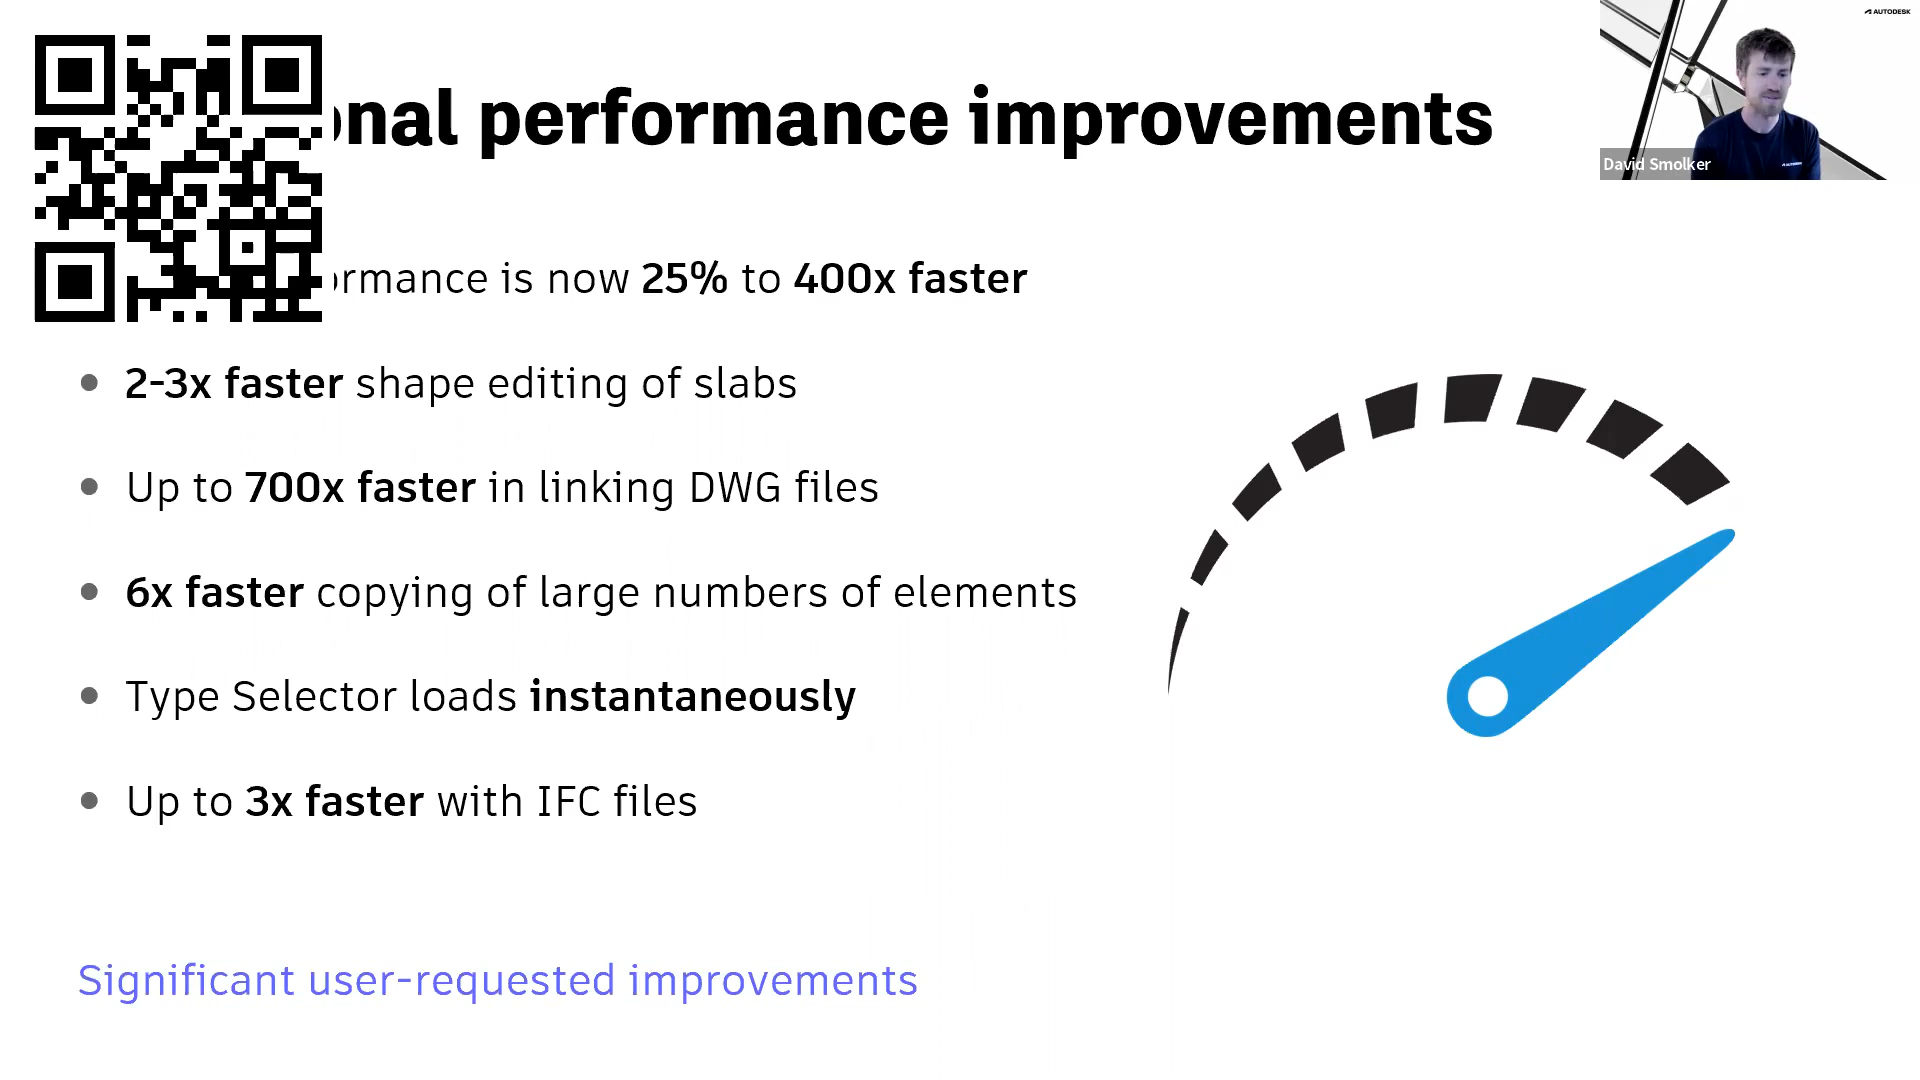 AUTODESK
performance improvements
David Smolker
is now 25% to 400x faster
2-3x faster shape editing of slabs
Up to 700x faster in linking DWG files
6x faster copying of large numbers of elements
Type Selector loads instantaneously
Up to 3x faster with IFC files
Significant user-requested improvements